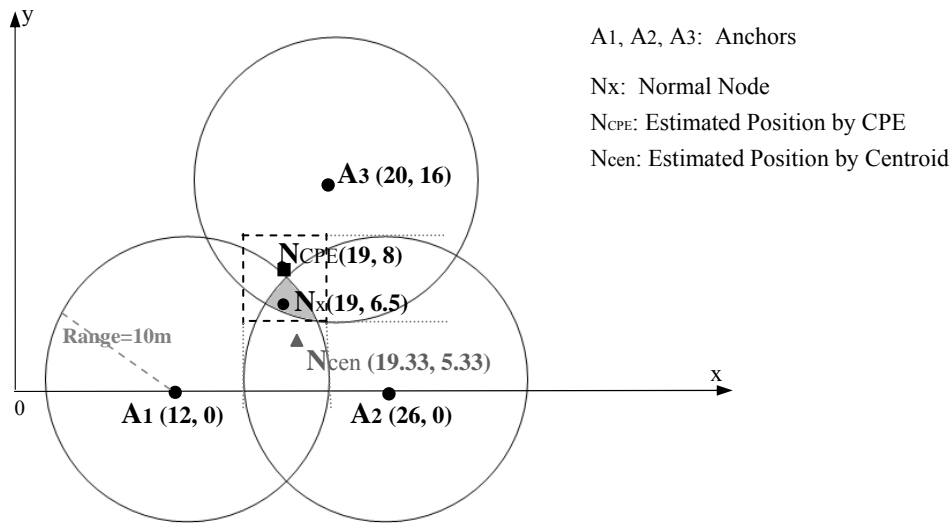 y
A1, A2, A3: Anchors
Nx: Normal Node
NCPE: Estimated Position by CPE
Ncen: Estimated Position by Centroid
A3 (20, 16)
NCPE(19, 8)
Nx(19, 6.5)
Range=10m
Ncen (19.33, 5.33)
x
0
A1 (12, 0)
A2 (26, 0)